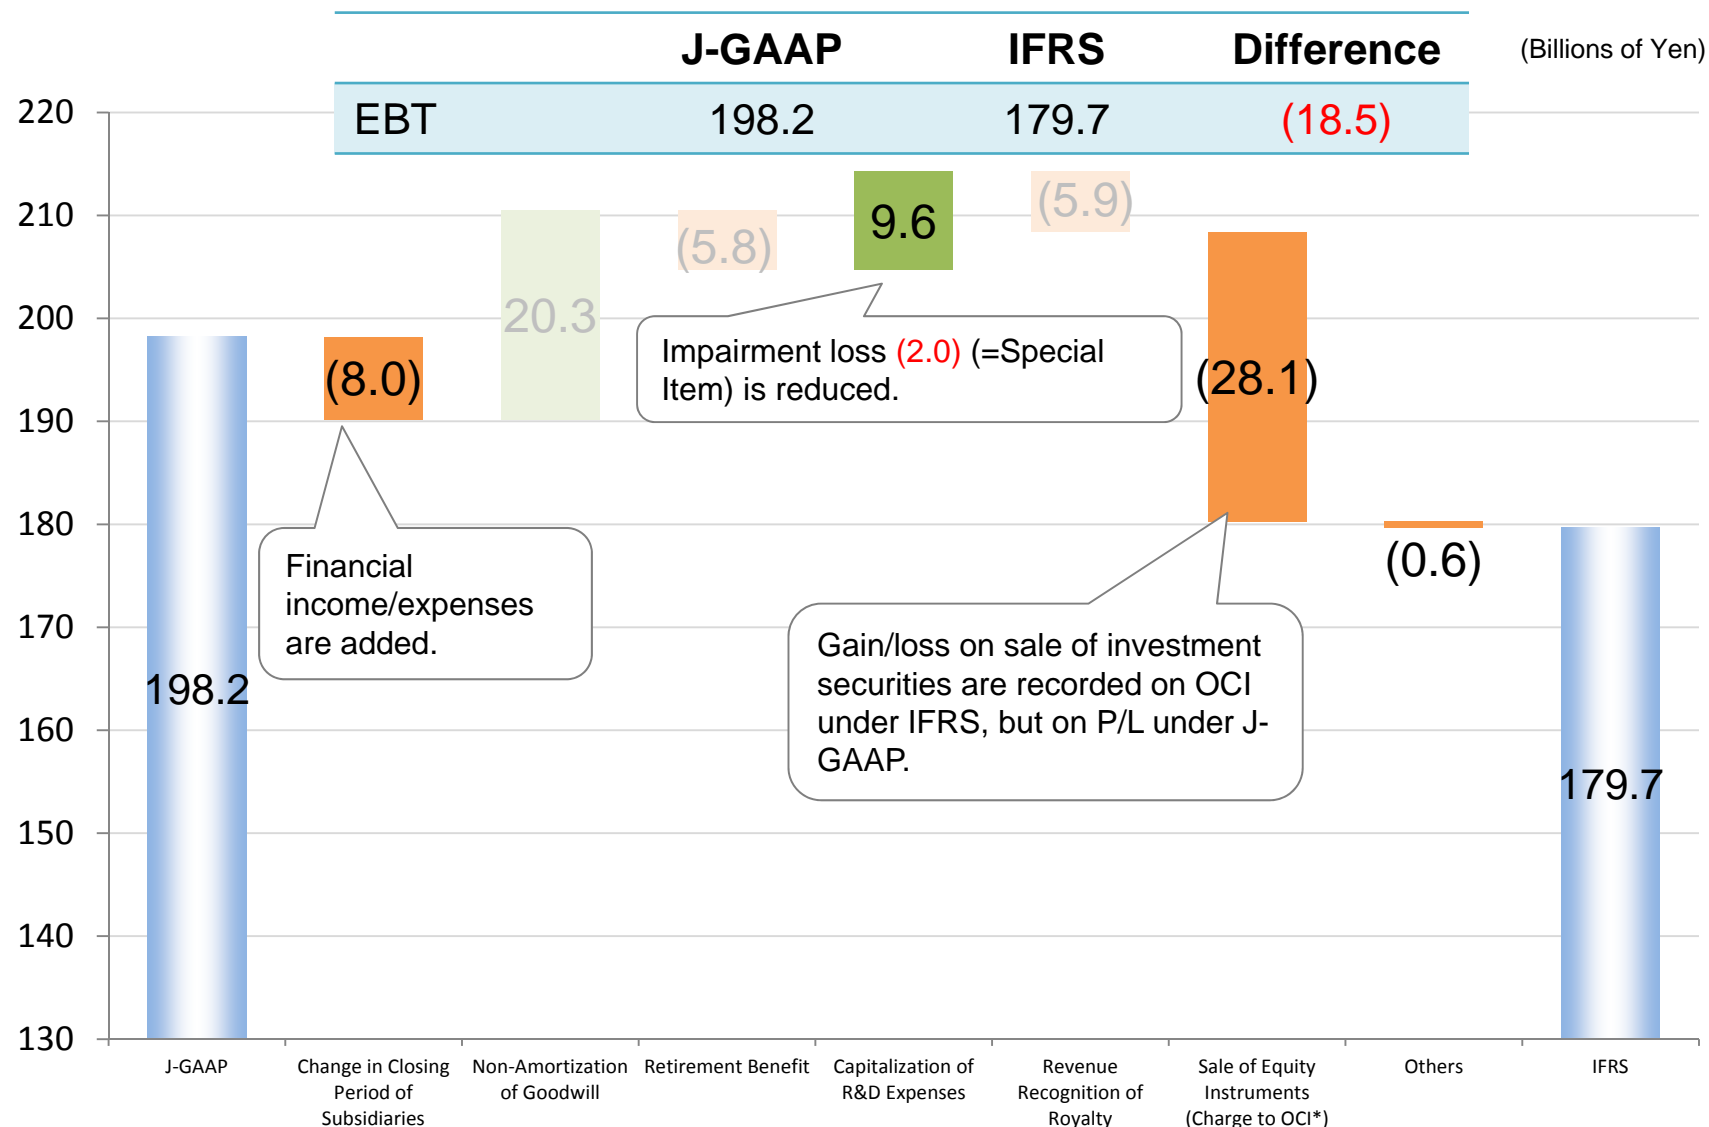 J-GAAP IFRS Difference (Billions of Yen)
EBT 198.2 179.7 (18.5)
220
210
200
190
180
170
160
150
140
130
198.2
(8.0)
20.3
(5.8)
9.6
(5.9)
(28.1)
(0.6)
179.7
Impairment loss (2.0) (=Special
Item) is reduced.
Financial
income/expenses
are added.
Gain/loss on sale of investment
securities are recorded on OCI
under IFRS, but on P/L under J-
GAAP.
J-GAAP
Change in Closing
Period of
Subsidiaries
Non-Amortization
of Goodwill
Retirement Benefit
Capitalization of
R&D Expenses
Revenue
Recognition of
Royalty
Sale of Equity
Instruments
(Charge to OCI*)
Others
IFRS